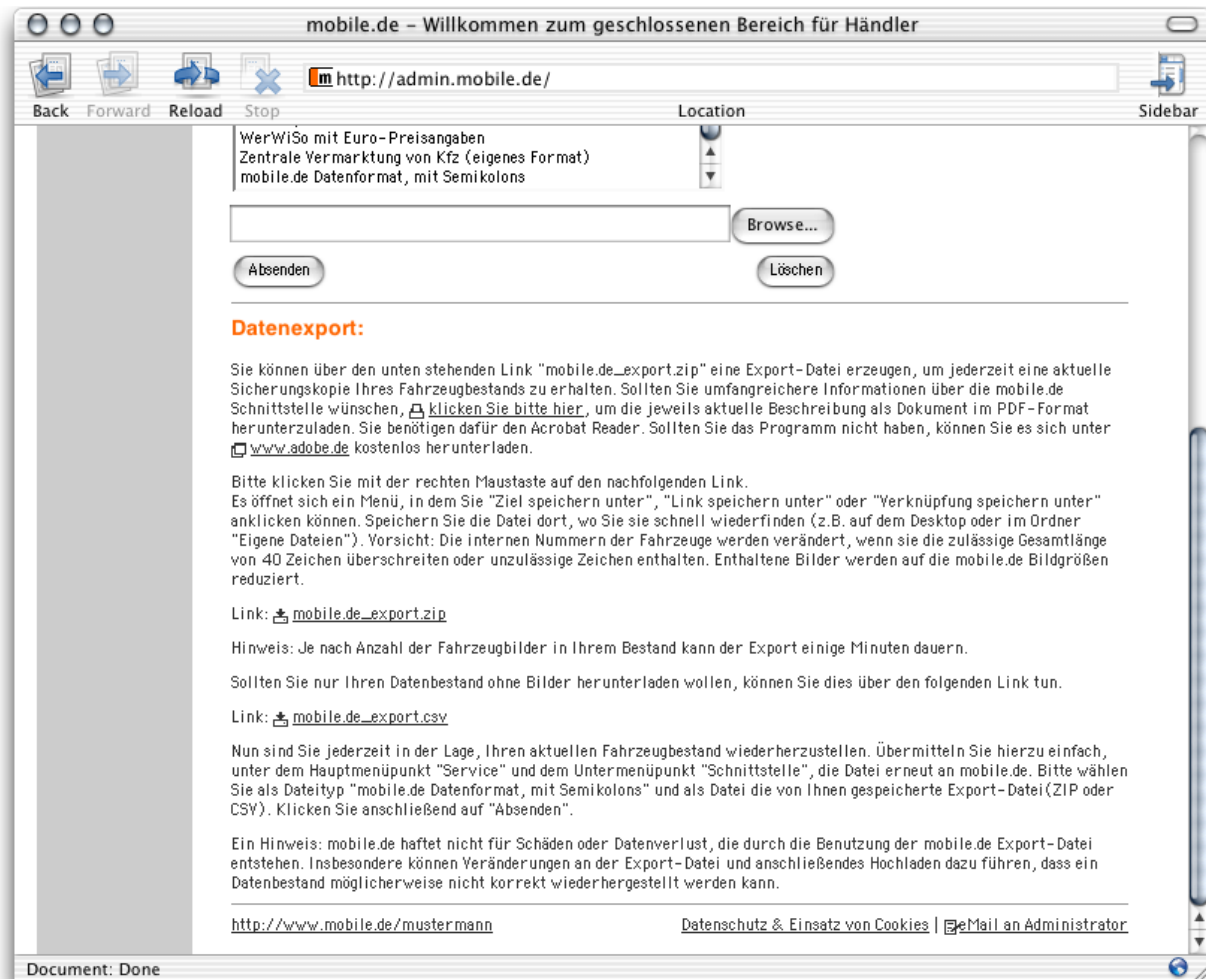 mobile.de – Willkommen zum geschlossenen Bereich für Händler
m http://admin.mobile.de/
Back Forward Reload Stop Location Sidebar
WerWiSo mit Euro-Preisangaben
Zentrale Vermarktung von Kfz (eigenes Format)
mobile.de Datenformat, mit Semikolons
Browse...
Absenden Löschen
Datenexport:
Sie können über den unten stehenden Link "mobile.de_export.zip" eine Export-Datei erzeugen, um jederzeit eine aktuelle
Sicherungskopie Ihres Fahrzeugbestands zu erhalten. Sollten Sie umfangreichere Informationen über die mobile.de
Schnittstelle wünschen, klicken Sie bitte hier, um die jeweils aktuelle Beschreibung als Dokument im PDF-Format
herunterzuladen. Sie benötigen dafür den Acrobat Reader. Sollten Sie das Programm nicht haben, können Sie es sich unter
www.adobe.de kostenlos herunterladen.
Bitte klicken Sie mit der rechten Maustaste auf den nachfolgenden Link.
Es öffnet sich ein Menü, in dem Sie "Ziel speichern unter", "Link speichern unter" oder "Verknüpfung speichern unter"
anklicken können. Speichern Sie die Datei dort, wo Sie sie schnell wiederfinden (z.B. auf dem Desktop oder im Ordner
"Eigene Dateien"). Vorsicht: Die internen Nummern der Fahrzeuge werden verändert, wenn sie die zulässige Gesamtlänge
von 40 Zeichen überschreiten oder unzulässige Zeichen enthalten. Enthaltene Bilder werden auf die mobile.de Bildgrößen
reduziert.
Link: mobile.de_export.zip
Hinweis: Je nach Anzahl der Fahrzeugbilder in Ihrem Bestand kann der Export einige Minuten dauern.
Sollten Sie nur Ihren Datenbestand ohne Bilder herunterladen wollen, können Sie dies über den folgenden Link tun.
Link: mobile.de_export.csv
Nun sind Sie jederzeit in der Lage, Ihren aktuellen Fahrzeugbestand wiederherzustellen. Übermitteln Sie hierzu einfach,
unter dem Hauptmenüpunkt "Service" und dem Untermenüpunkt "Schnittstelle", die Datei erneut an mobile.de. Bitte wählen
Sie als Dateityp "mobile.de Datenformat, mit Semikolons" und als Datei die von Ihnen gespeicherte Export-Datei(ZIP oder
CSV). Klicken Sie anschließend auf "Absenden".
Ein Hinweis: mobile.de haftet nicht für Schäden oder Datenverlust, die durch die Benutzung der mobile.de Export-Datei
entstehen. Insbesondere können Veränderungen an der Export-Datei und anschließendes Hochladen dazu führen, dass ein
Datenbestand möglicherweise nicht korrekt wiederhergestellt werden kann.
http://www.mobile.de/mustermann Datenschutz & Einsatz von Cookies | eMail an Administrator
Document: Done